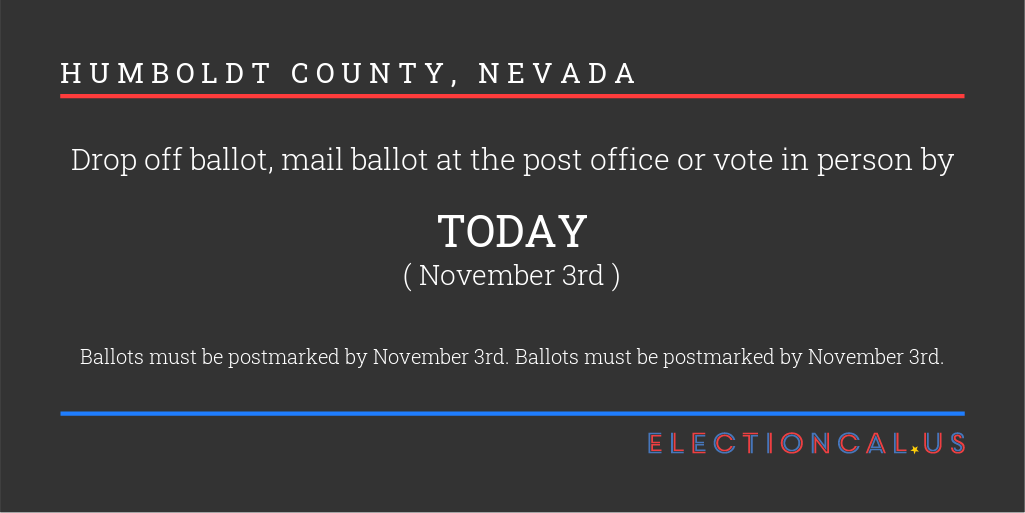 HUMBOLDT COUNTY, NEVADA
Drop off ballot, mail ballot at the post office or vote in person by
TODAY
( November 3rd )
Ballots must be postmarked by November 3rd. Ballots must be postmarked by November 3rd.
ELECTIONCAL.US